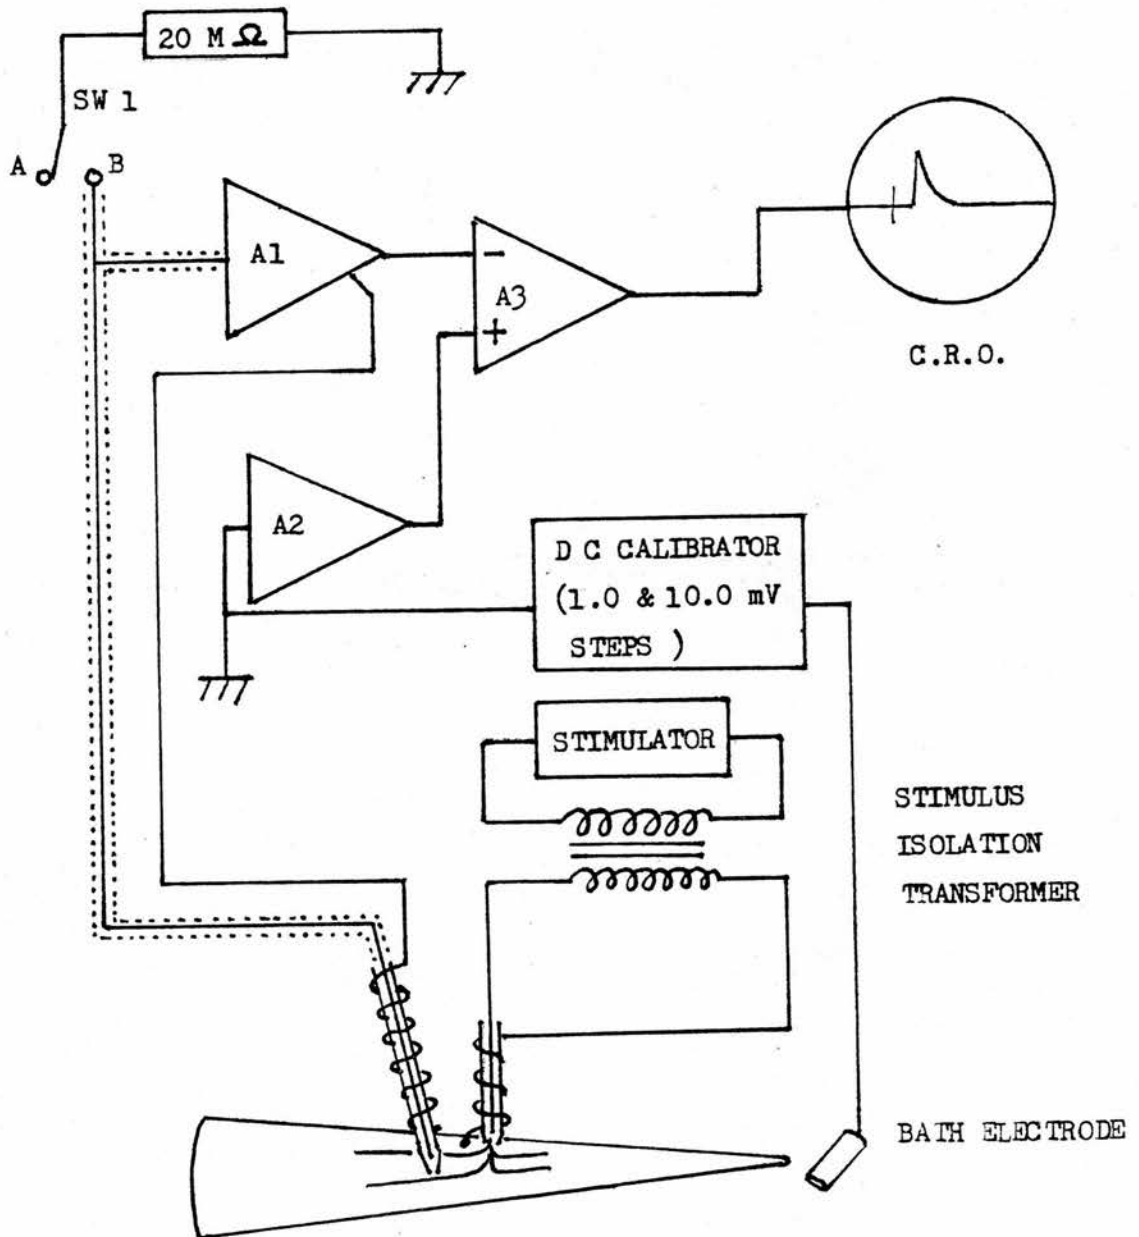 20 M Ω
SW 1
A
B
A1
−
A3
+
C.R.O.
A2
D C CALIBRATOR
(1.0 & 10.0 mV
STEPS )
STIMULATOR
STIMULUS
ISOLATION
TRANSFORMER
BATH ELECTRODE